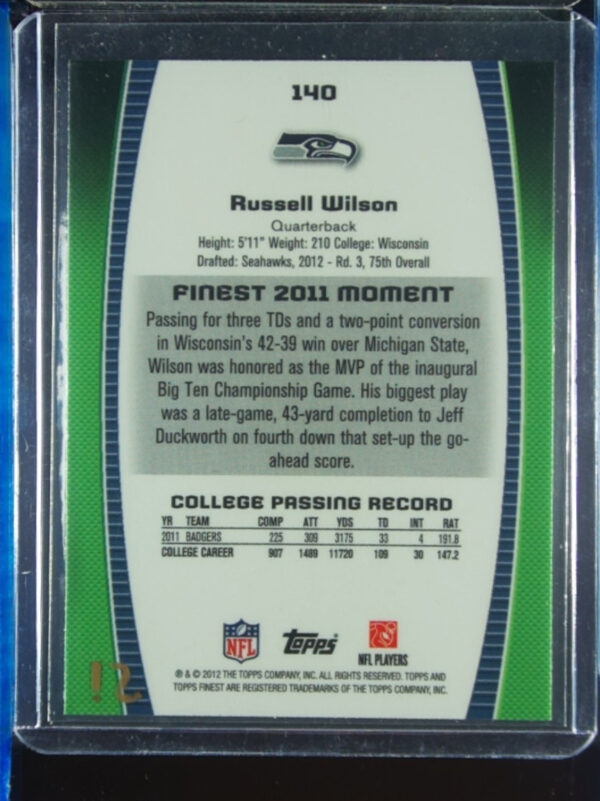 140
Russell Wilson
Quarterback
Height: 5'11" Weight: 210 College: Wisconsin
Drafted: Seahawks, 2012 - Rd. 3, 75th Overall
FINEST 2011 MOMENT
Passing for three TDs and a two-point conversion
in Wisconsin's 42-39 win over Michigan State,
Wilson was honored as the MVP of the inaugural
Big Ten Championship Game. His biggest play
was a late-game, 43-yard completion to Jeff
Duckworth on fourth down that set-up the go-
ahead score.
COLLEGE PASSING RECORD
YR TEAM COMP ATT YDS TD INT RAT
2011 BADGERS 225 309 3175 33 4 191.8
COLLEGE CAREER 907 1489 11720 109 30 147.2
NFL Topps NFL PLAYERS
℗ & © 2012 THE TOPPS COMPANY, INC. ALL RIGHTS RESERVED. TOPPS AND
TOPPS FINEST ARE REGISTERED TRADEMARKS OF THE TOPPS COMPANY, INC.